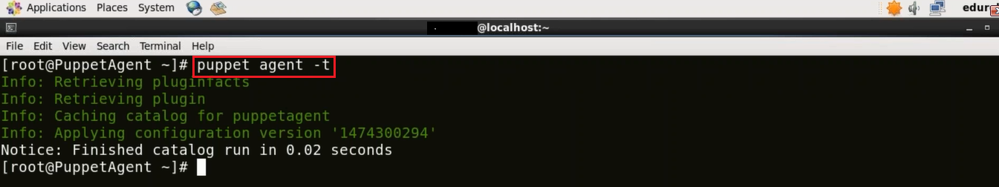 Applications Places System edur
@localhost:~
File Edit View Search Terminal Help
[root@PuppetAgent ~]# puppet agent -t
Info: Retrieving pluginfacts
Info: Retrieving plugin
Info: Caching catalog for puppetagent
Info: Applying configuration version '1474300294'
Notice: Finished catalog run in 0.02 seconds
[root@PuppetAgent ~]#